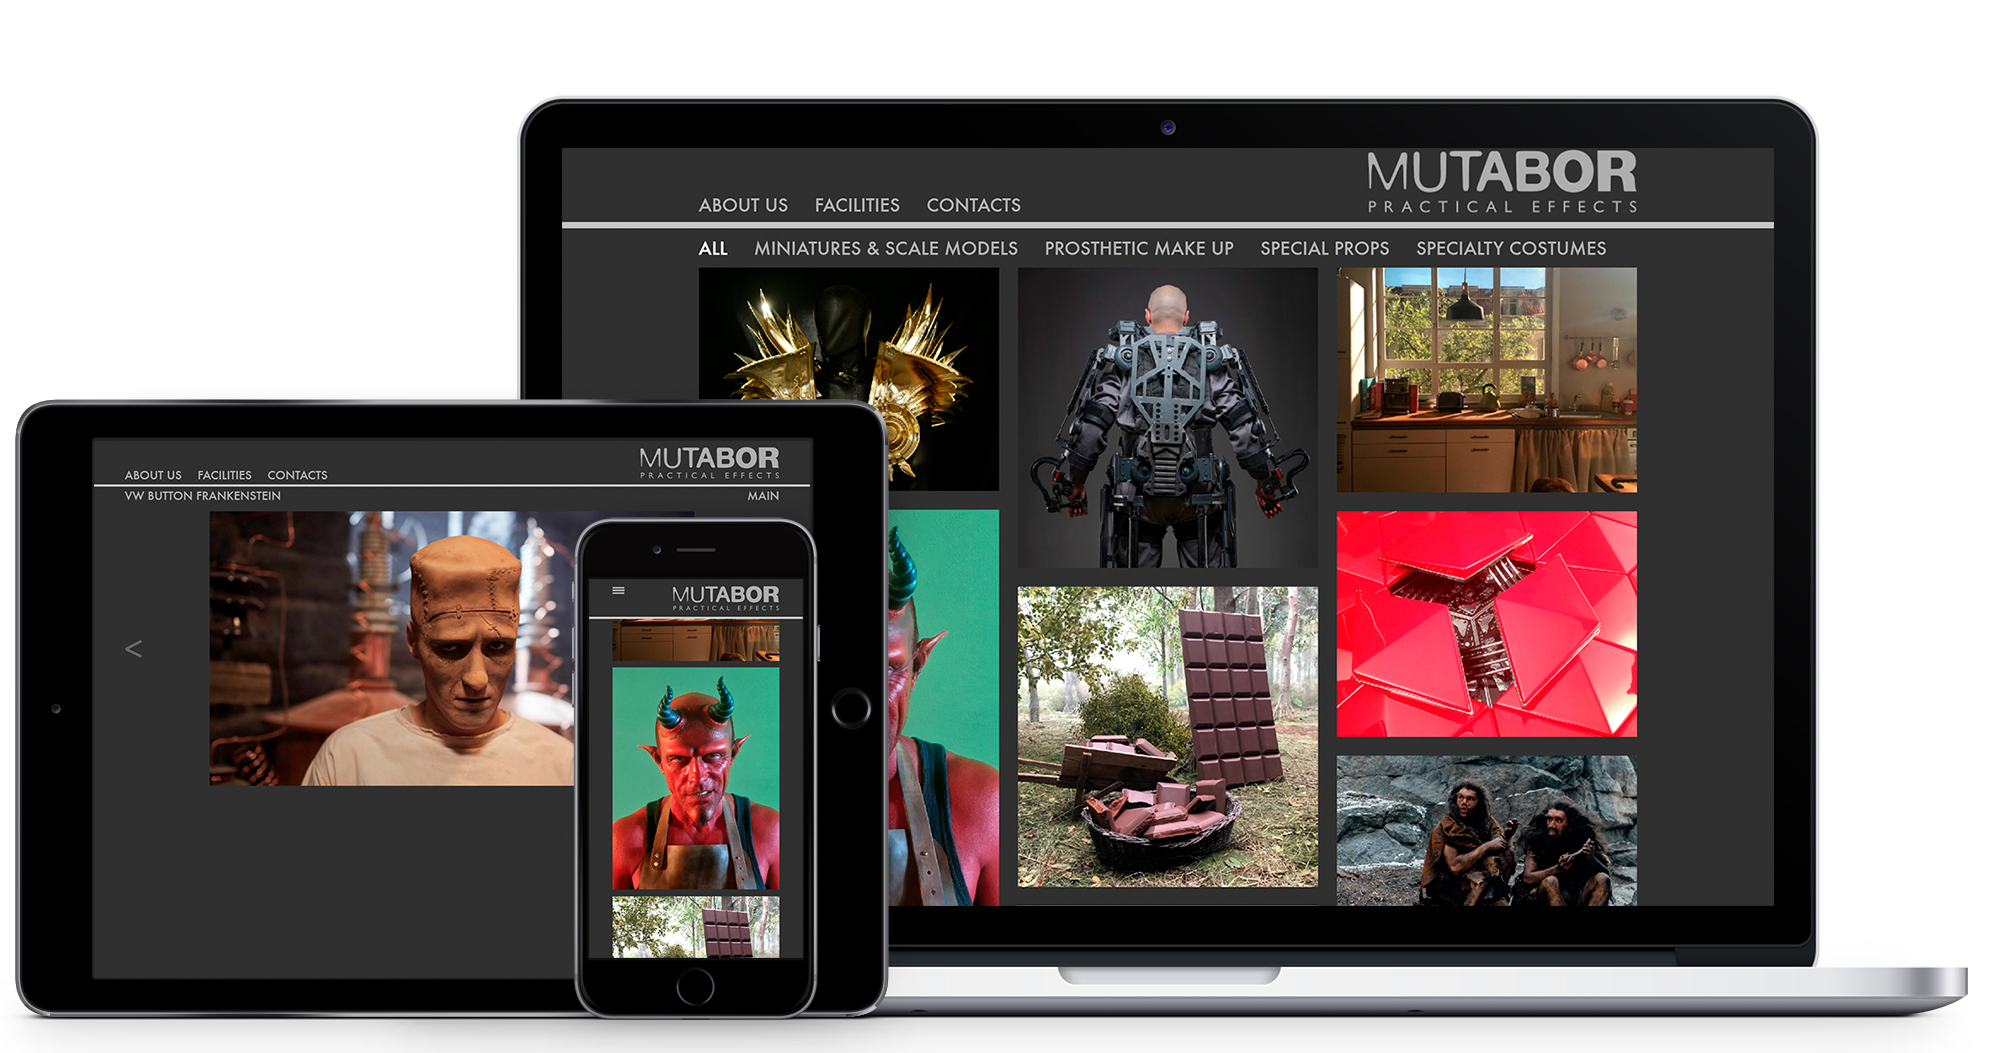 MUTABOR
PRACTICAL EFFECTS
ABOUT US FACILITIES CONTACTS
ALL MINIATURES & SCALE MODELS PROSTHETIC MAKE UP SPECIAL PROPS SPECIALTY COSTUMES
MUTABOR
PRACTICAL EFFECTS
ABOUT US FACILITIES CONTACTS
VW BUTTON FRANKENSTEIN MAIN
<
MUTABOR
PRACTICAL EFFECTS